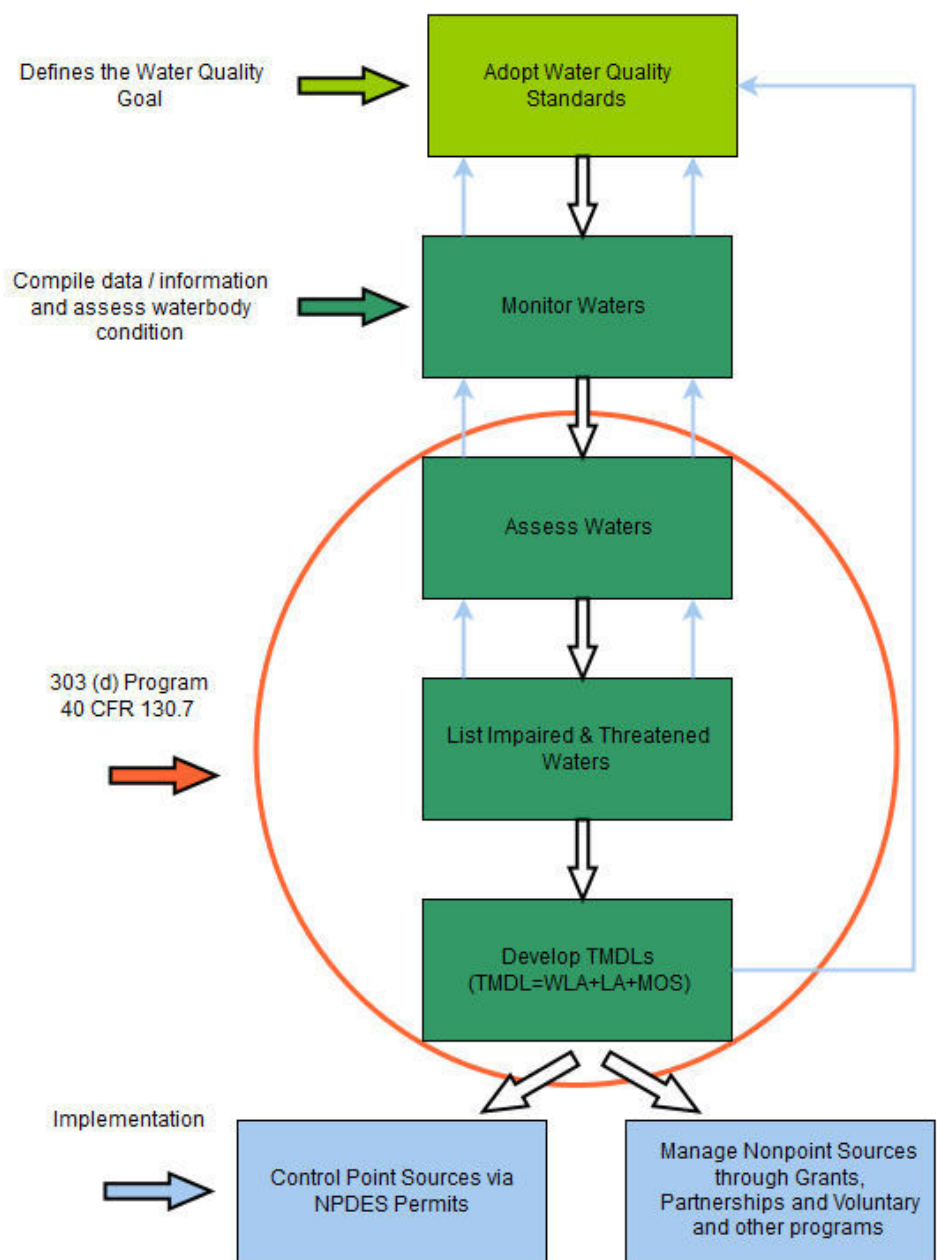 Defines the Water Quality
Goal
Adopt Water Quality
Standards
Compile data / information
and assess waterbody
condition
Monitor Waters
Assess Waters
303 (d) Program
40 CFR 130.7
List Impaired & Threatened
Waters
Develop TMDLs
(TMDL=WLA+LA+MOS)
Implementation
Control Point Sources via
NPDES Permits
Manage Nonpoint Sources
through Grants,
Partnerships and Voluntary
and other programs